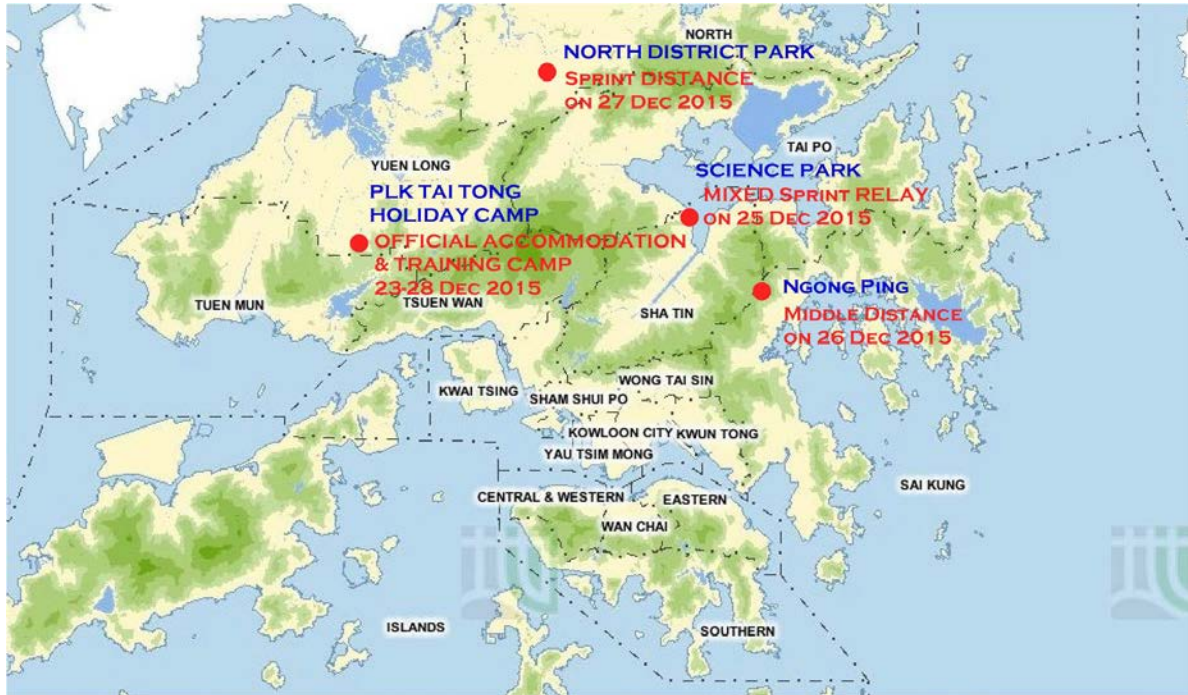 NORTH
NORTH DISTRICT PARK
Sprint DISTANCE
on 27 Dec 2015
TAI PO
YUEN LONG
SCIENCE PARK
MIXED Sprint RELAY
on 25 Dec 2015
PLK TAI TONG
HOLIDAY CAMP
OFFICIAL ACCOMMODATION
& TRAINING CAMP
23-28 Dec 2015
Ngong Ping
Middle Distance
on 26 Dec 2015
TUEN MUN
TSUEN WAN
SHA TIN
KWAI TSING
WONG TAI SIN
SHAM SHUI PO
KOWLOON CITY
KWUN TONG
YAU TSIM MONG
SAI KUNG
CENTRAL & WESTERN
EASTERN
WAN CHAI
ISLANDS
SOUTHERN